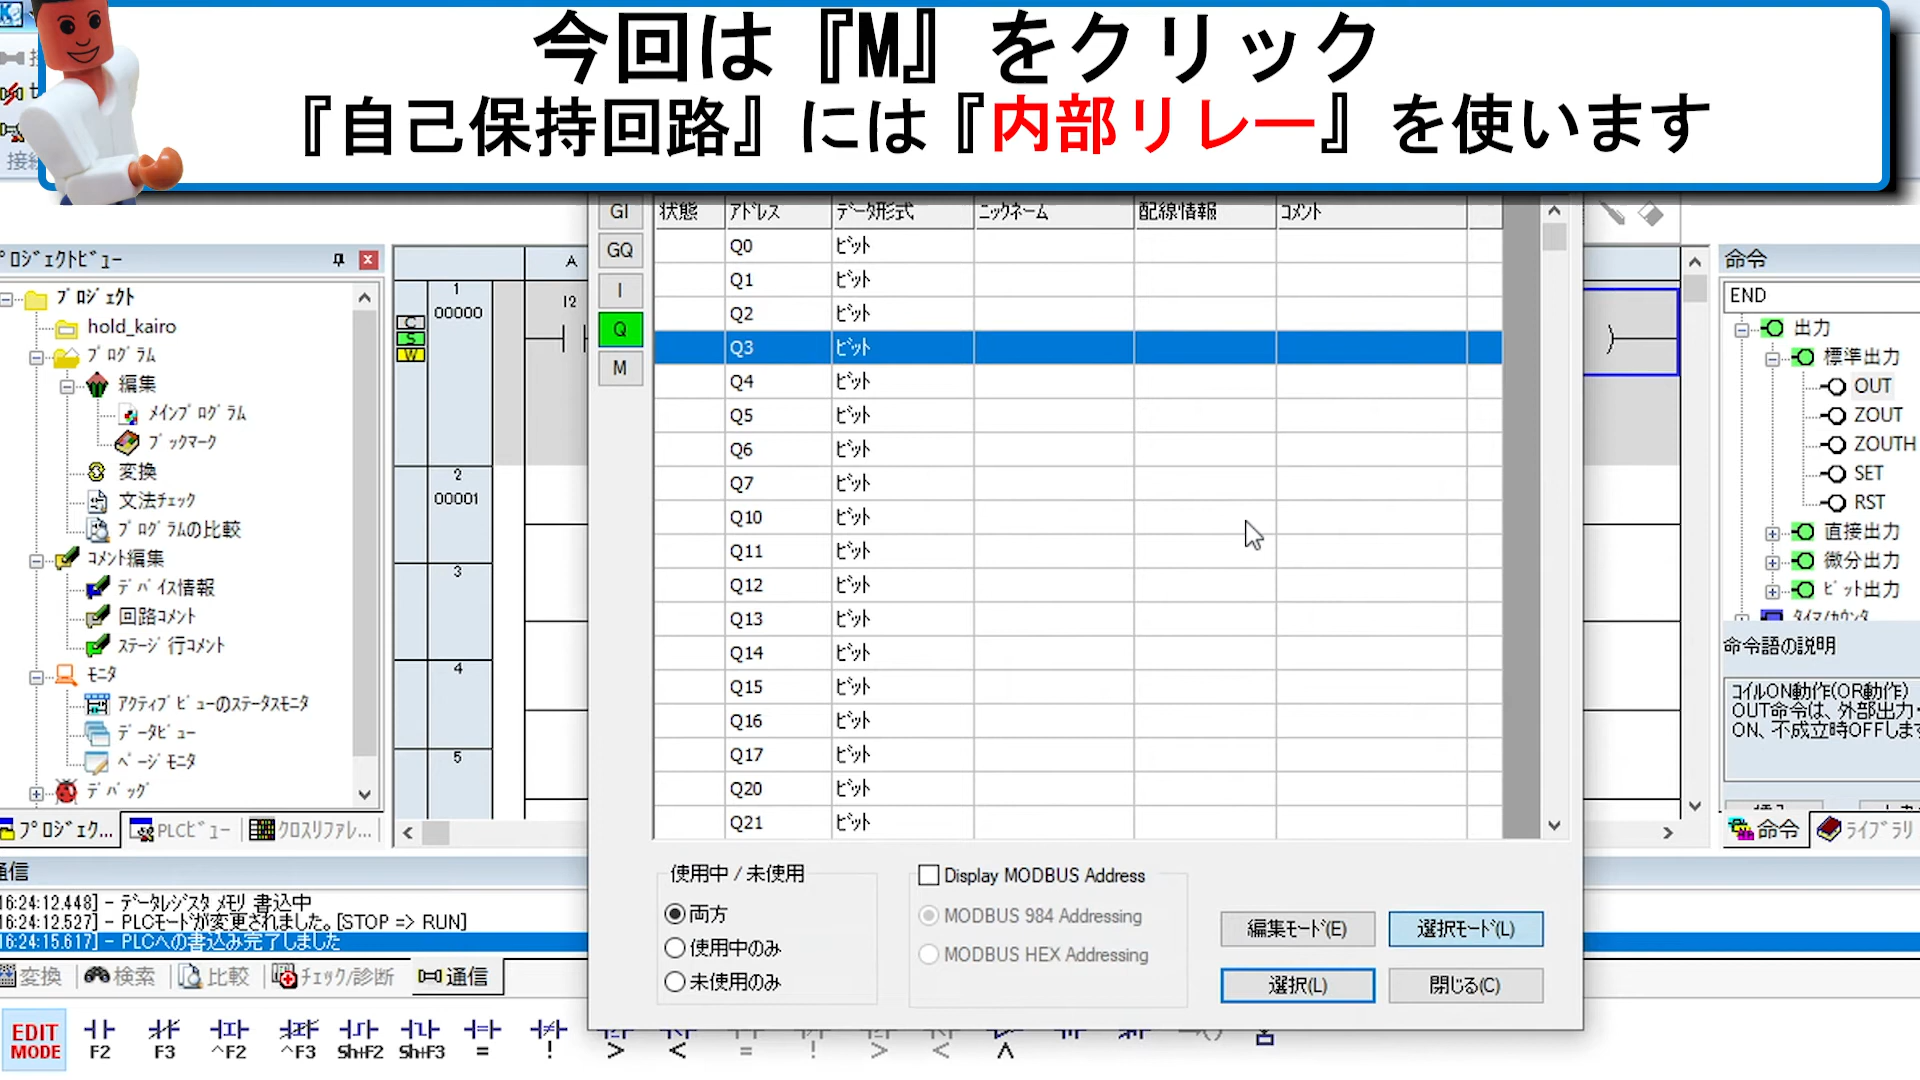 今回は『M』をクリック
『自己保持回路』には『内部リレー』を使います
GI
GQ
I
Q
M
状態 アドレス データ形式 ニックネーム 配線情報 コメント
Q0 ビット
Q1 ビット
Q2 ビット
Q3 ビット
Q4 ビット
Q5 ビット
Q6 ビット
Q7 ビット
Q10 ビット
Q11 ビット
Q12 ビット
Q13 ビット
Q14 ビット
Q15 ビット
Q16 ビット
Q17 ビット
Q20 ビット
Q21 ビット
使用中 / 未使用
両方
使用中のみ
未使用のみ
Display MODBUS Address
MODBUS 984 Addressing
MODBUS HEX Addressing
編集モード(E)
選択モード(L)
選択(L)
閉じる(C)
ﾟﾛｼﾞｪｸﾄﾋﾞｭｰ
プロジェクト
hold_kairo
プログラム
編集
メインプログラム
ブックマーク
変換
文法チェック
プログラムの比較
コメント編集
デバイス情報
回路コメント
ステージ行コメント
モニタ
アクティブビューのステータスモニタ
データビュー
ページモニタ
デバッグ
プロジェク...
PLCビュー
クロスリファレ...
A
1
00000
I2
C
S
W
2
00001
3
4
5
命令
END
出力
標準出力
OUT
ZOUT
ZOUTH
SET
RST
直接出力
微分出力
ビット出力
タイマ/カウンタ
命令語の説明
コイルON動作(OR動作)
OUT命令は、外部出力・
ON、不成立時OFFします
命令
ライブラリ
通信
16:24:12.448] - データレジスタ メモリ 書込中
16:24:12.527] - PLCモードが変更されました。[STOP => RUN]
16:24:15.617] - PLCへの書込み完了しました
変換
検索
比較
チェック/診断
通信
EDIT
MODE
F2
F3
^F2
^F3
Sh+F2
Sh+F3
=
!
>
<
=
!
>
<